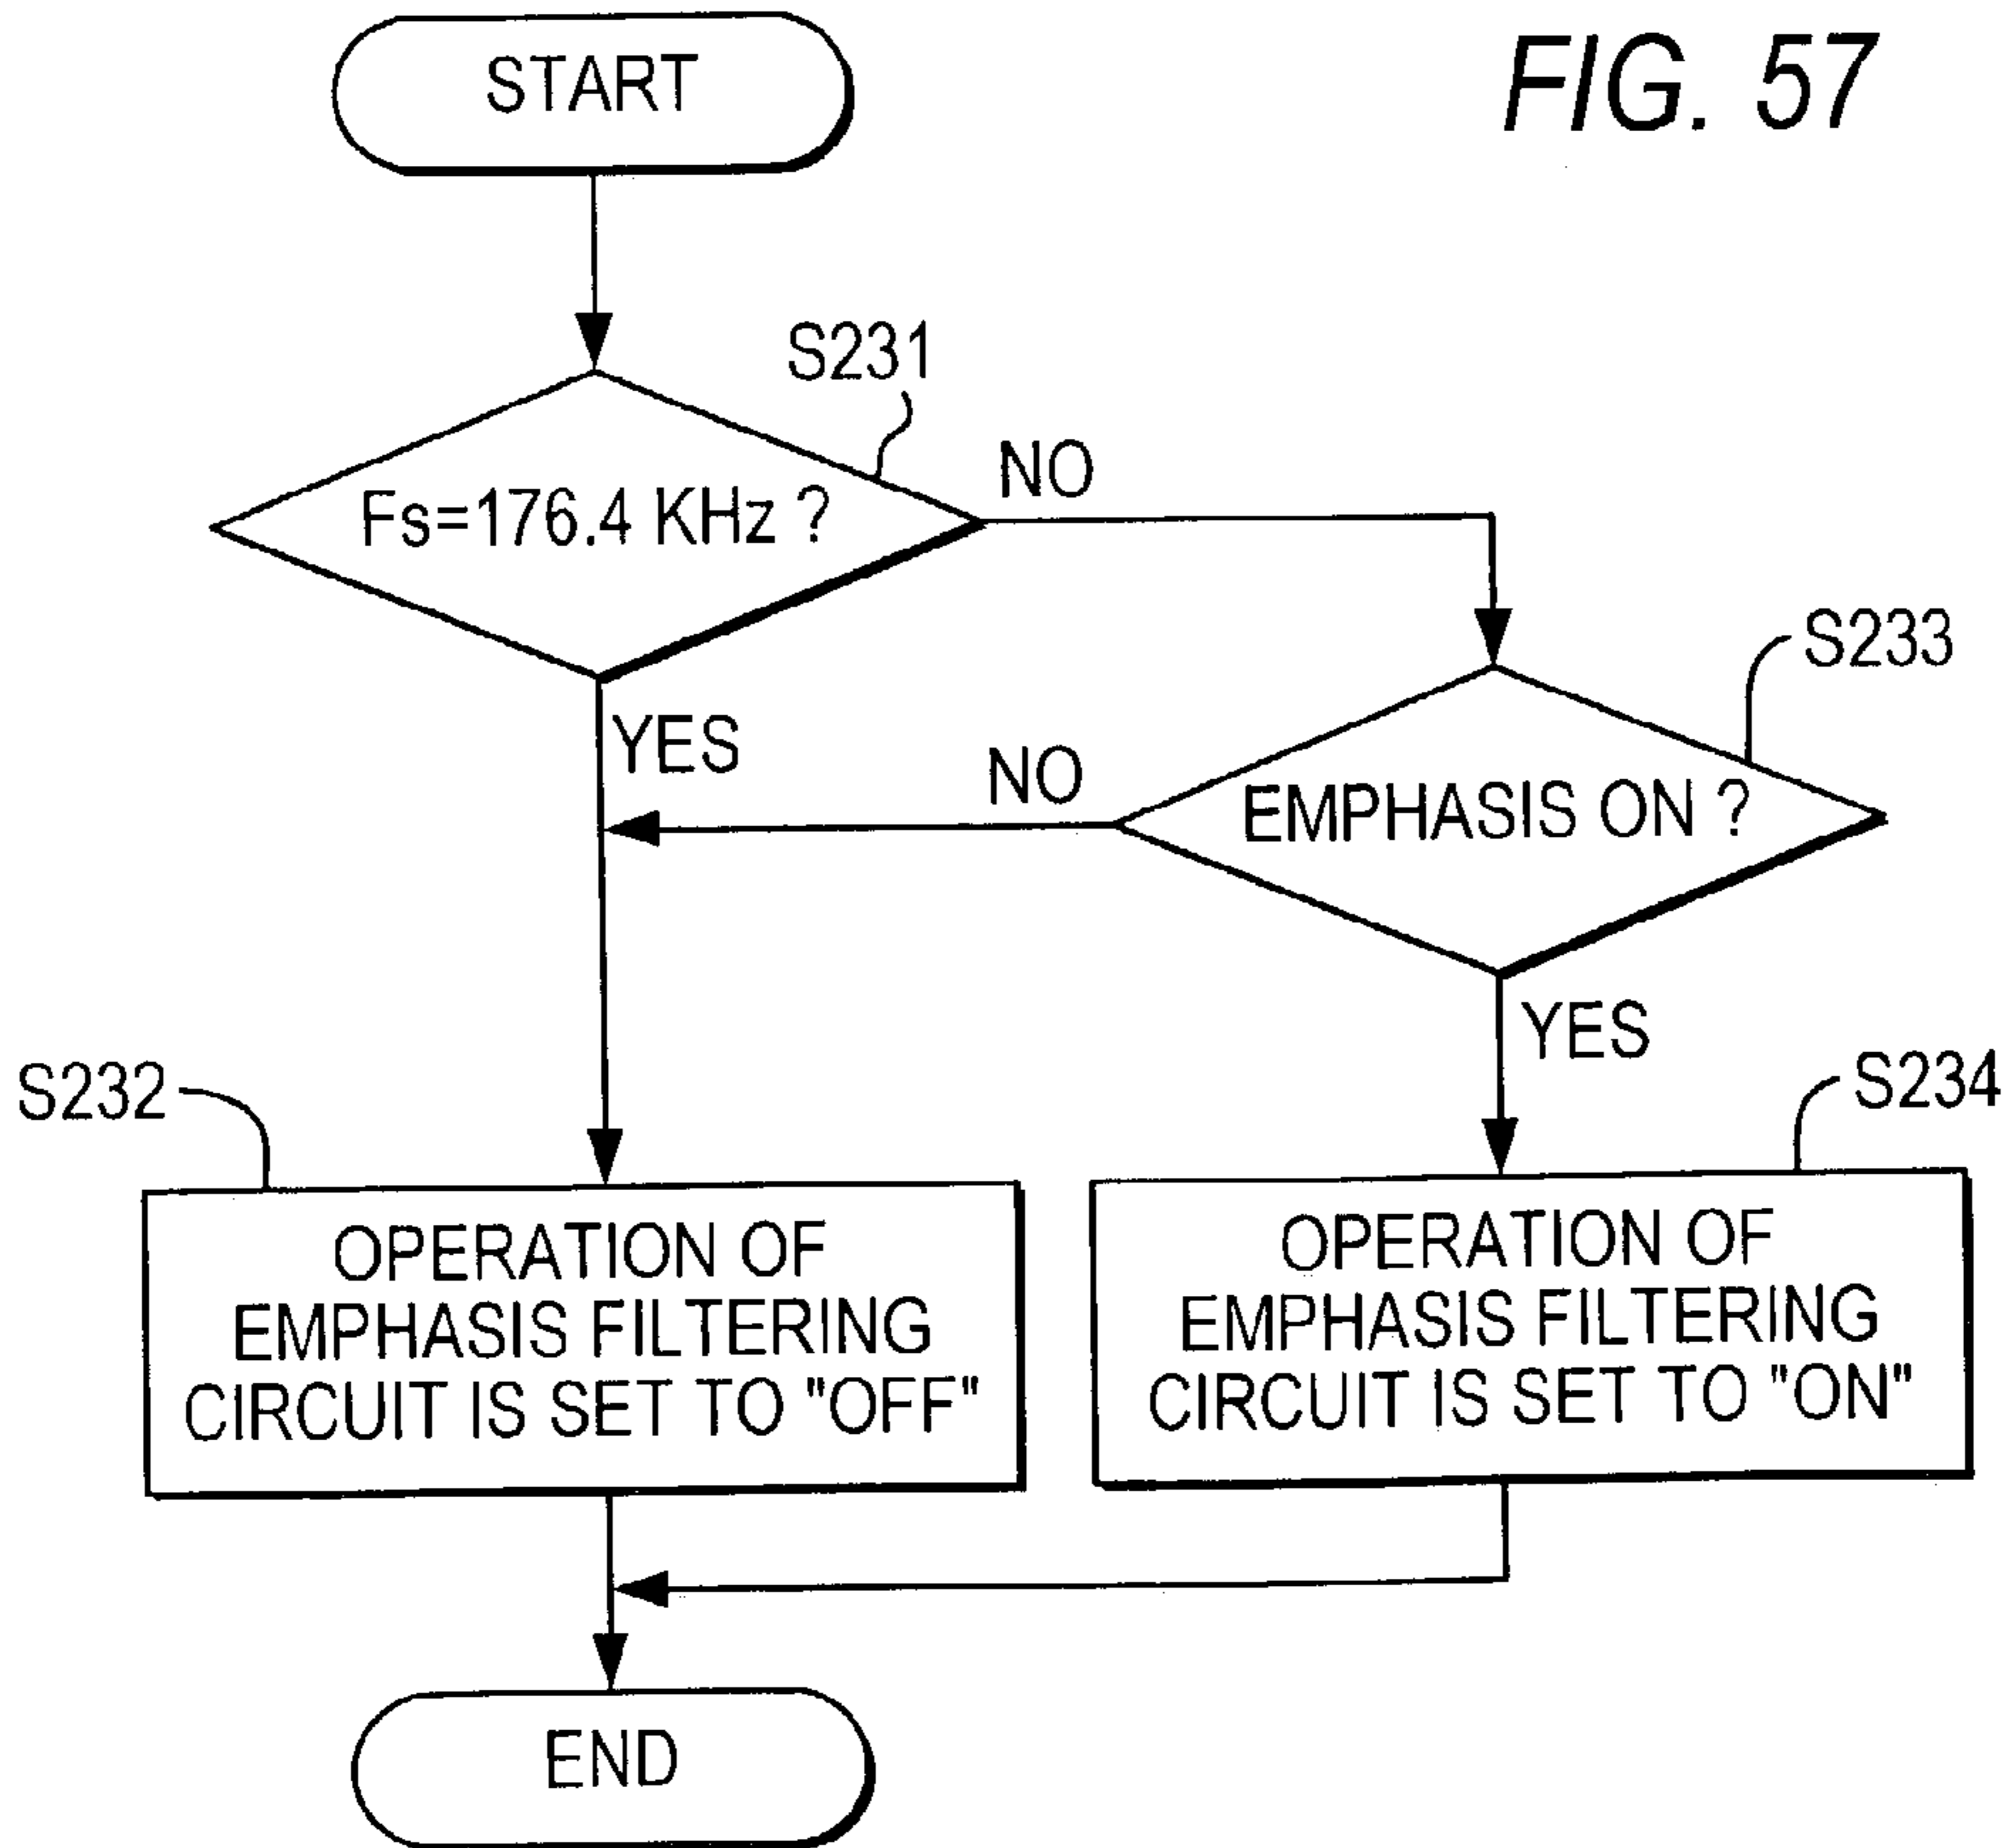 FIG. 57
START
S231
Fs=176.4 KHz ?
NO
YES
S233
NO
EMPHASIS ON ?
YES
S232
S234
OPERATION OF
EMPHASIS FILTERING
CIRCUIT IS SET TO "OFF"
OPERATION OF
EMPHASIS FILTERING
CIRCUIT IS SET TO "ON"
END